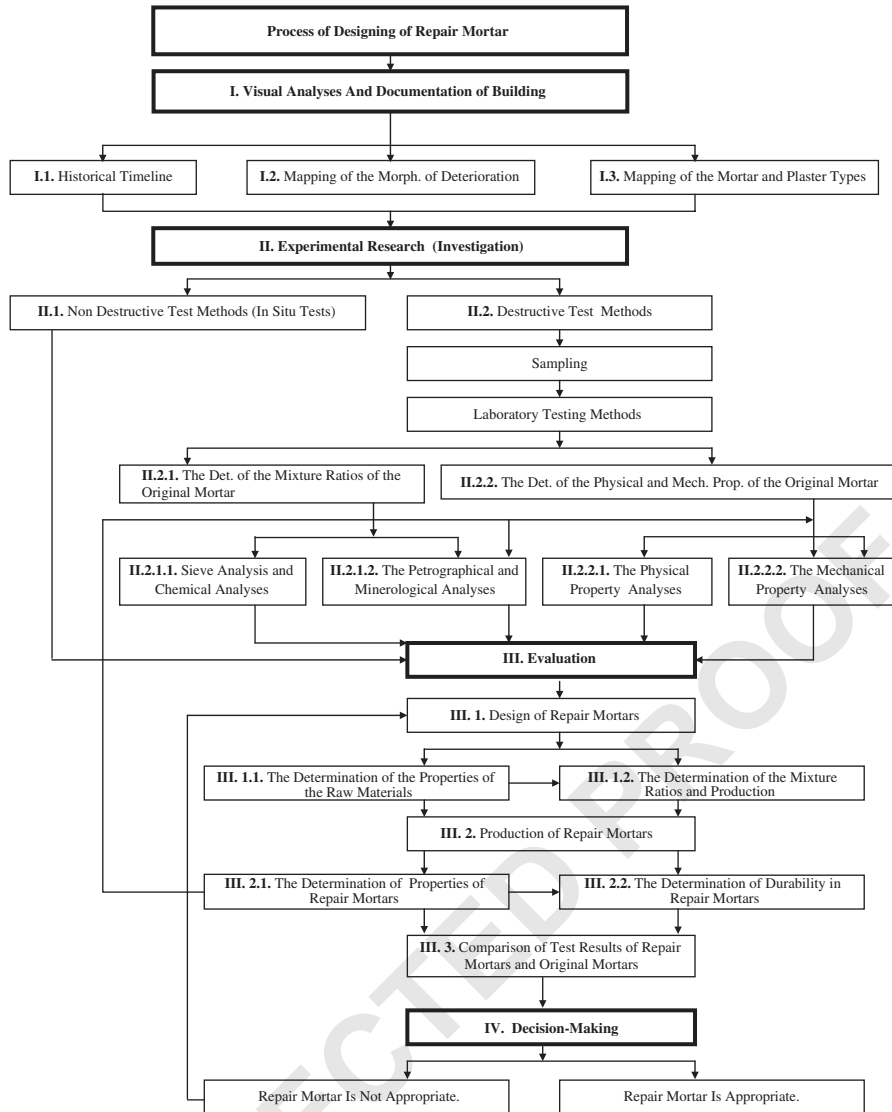 Process of Designing of Repair Mortar
I. Visual Analyses And Documentation of Building
I.1. Historical Timeline
I.2. Mapping of the Morph. of Deterioration
I.3. Mapping of the Mortar and Plaster Types
II. Experimental Research (Investigation)
II.1. Non Destructive Test Methods (In Situ Tests)
II.2. Destructive Test Methods
Sampling
Laboratory Testing Methods
II.2.1. The Det. of the Mixture Ratios of the
Original Mortar
II.2.2. The Det. of the Physical and Mech. Prop. of the Original Mortar
II.2.1.1. Sieve Analysis and
Chemical Analyses
II.2.1.2. The Petrographical and
Minerological Analyses
II.2.2.1. The Physical
Property Analyses
II.2.2.2. The Mechanical
Property Analyses
III. Evaluation
III. 1. Design of Repair Mortars
III. 1.1. The Determination of the Properties of
the Raw Materials
III. 1.2. The Determination of the Mixture
Ratios and Production
III. 2. Production of Repair Mortars
III. 2.1. The Determination of Properties of
Repair Mortars
III. 2.2. The Determination of Durability in
Repair Mortars
III. 3. Comparison of Test Results of Repair
Mortars and Original Mortars
IV. Decision-Making
Repair Mortar Is Not Appropriate.
Repair Mortar Is Appropriate.
ECTED PROOF